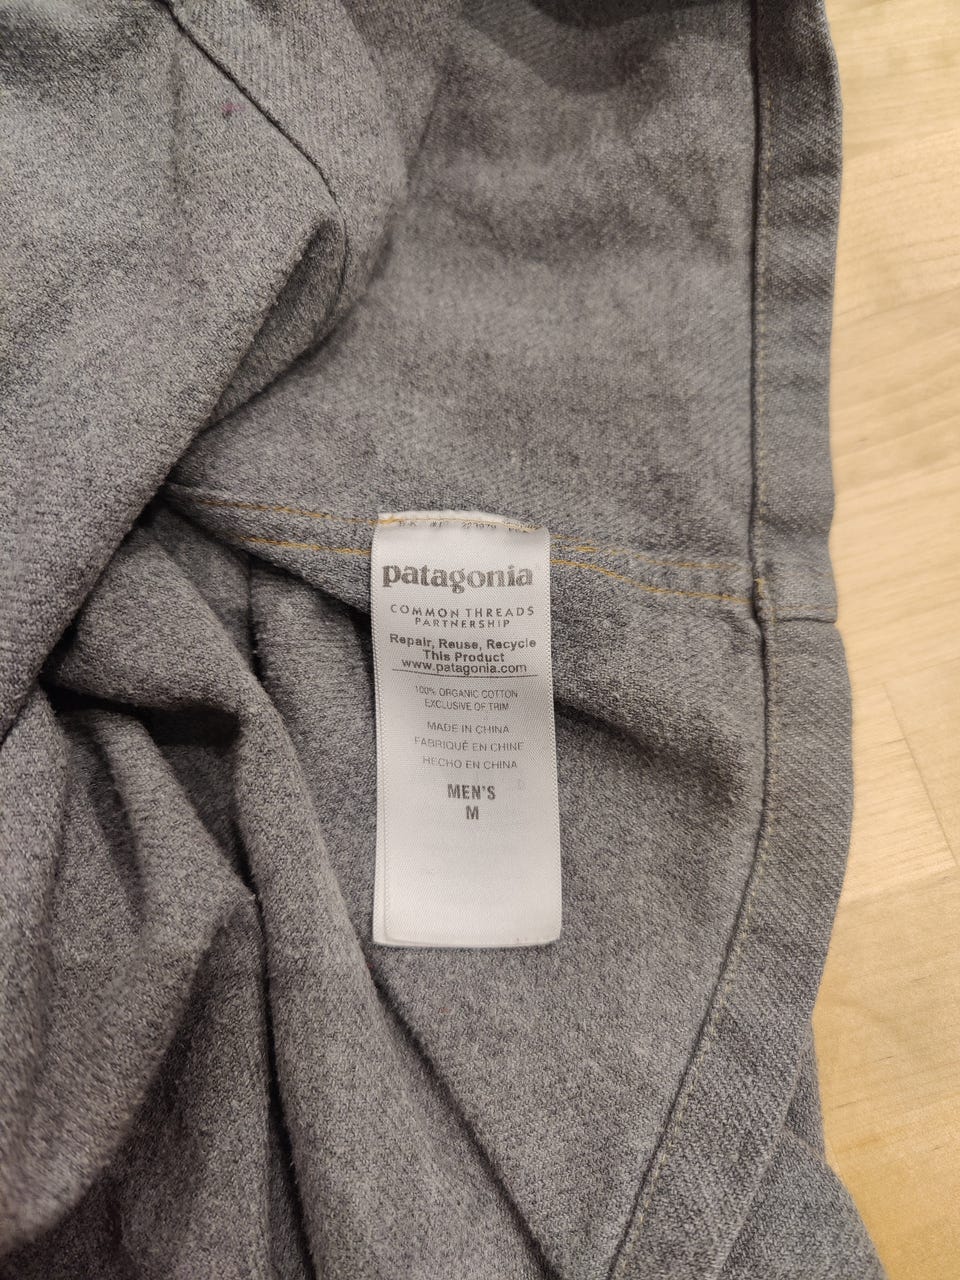 patagonia
COMMON THREADS
PARTNERSHIP
Repair, Reuse, Recycle
This Product
www.patagonia.com
100% ORGANIC COTTON
EXCLUSIVE OF TRIM
MADE IN CHINA
FABRIQUÉ EN CHINE
HECHO EN CHINA
MEN'S
M